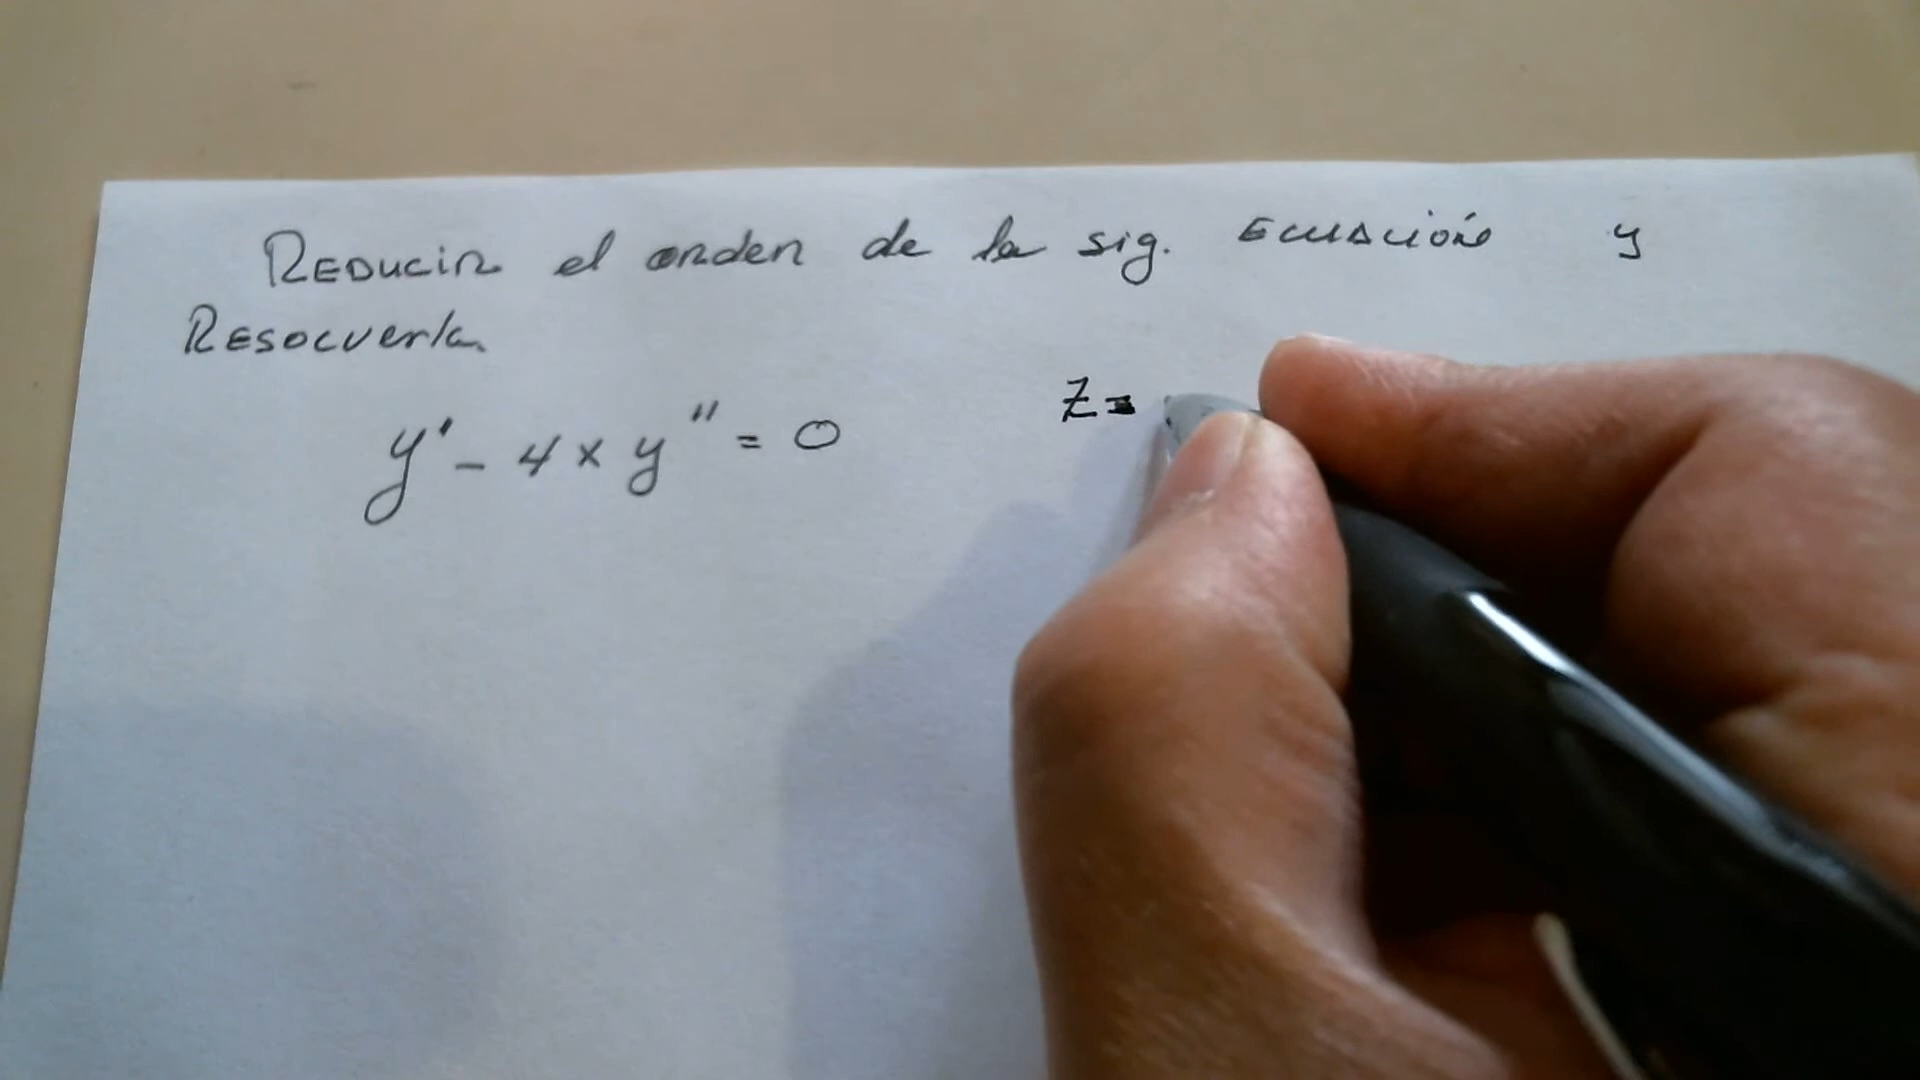 REDUCIR el orden de la sig. ECUACIÓN y
RESOLVERLA.
y' - 4xy'' = 0
Z=